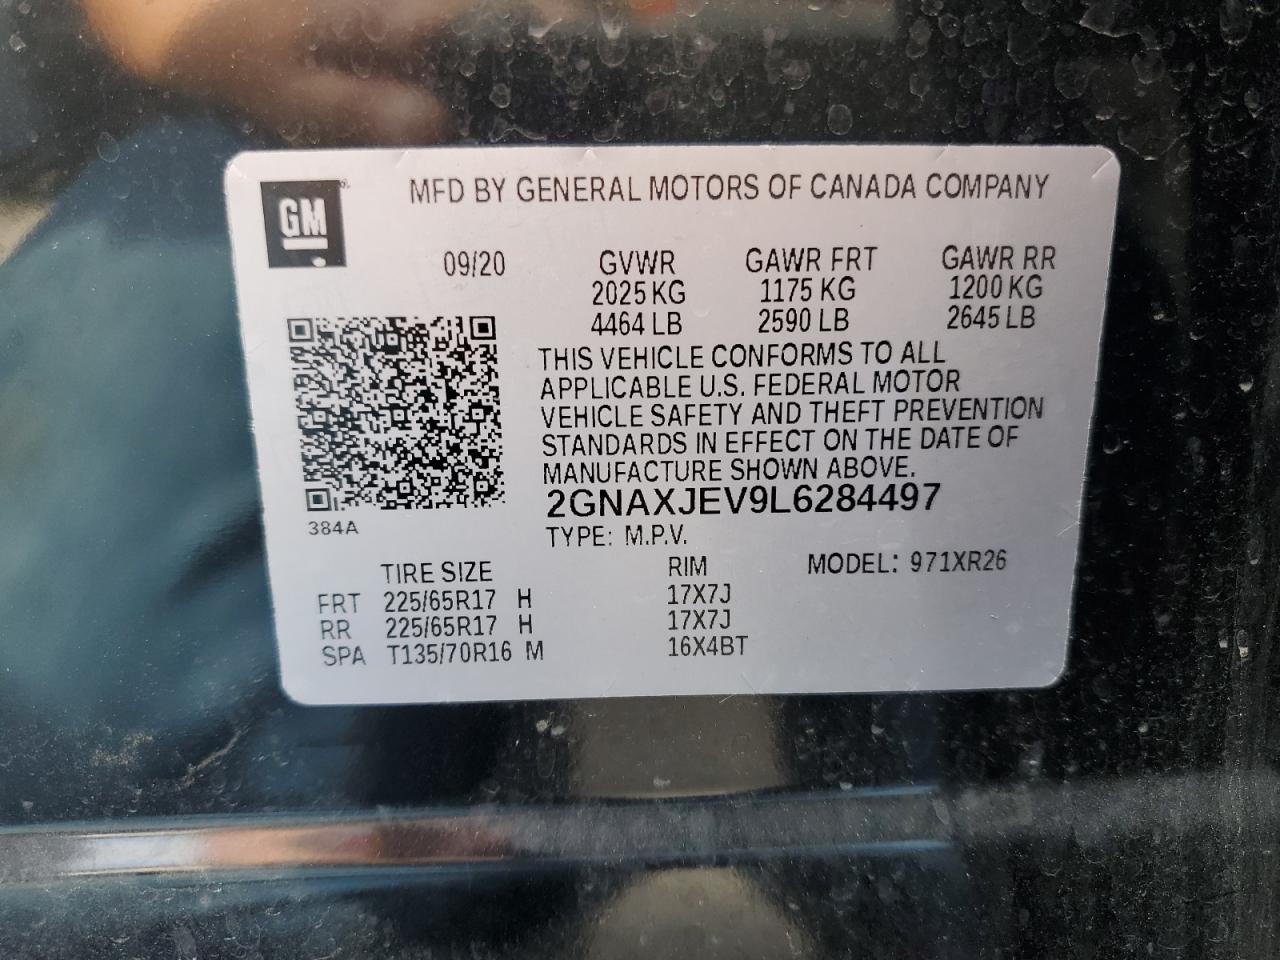 GM
MFD BY GENERAL MOTORS OF CANADA COMPANY
09/20 GVWR GAWR FRT GAWR RR
2025 KG 1175 KG 1200 KG
4464 LB 2590 LB 2645 LB
THIS VEHICLE CONFORMS TO ALL
APPLICABLE U.S. FEDERAL MOTOR
VEHICLE SAFETY AND THEFT PREVENTION
STANDARDS IN EFFECT ON THE DATE OF
MANUFACTURE SHOWN ABOVE.
2GNAXJEV9L6284497
384A
TYPE: M.P.V.
TIRE SIZE RIM MODEL: 971XR26
FRT 225/65R17 H 17X7J
RR 225/65R17 H 17X7J
SPA T135/70R16 M 16X4BT